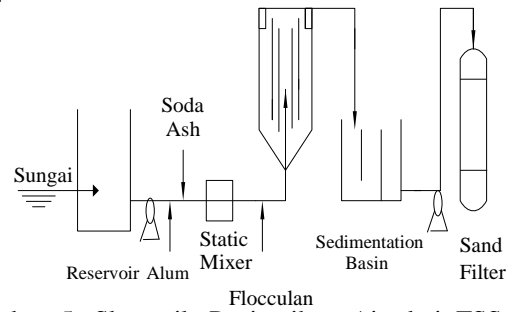 Soda
Ash
Sungai
Static
Mixer
Reservoir Alum
Flocculan
Sedimentation
Basin
Sand
Filter